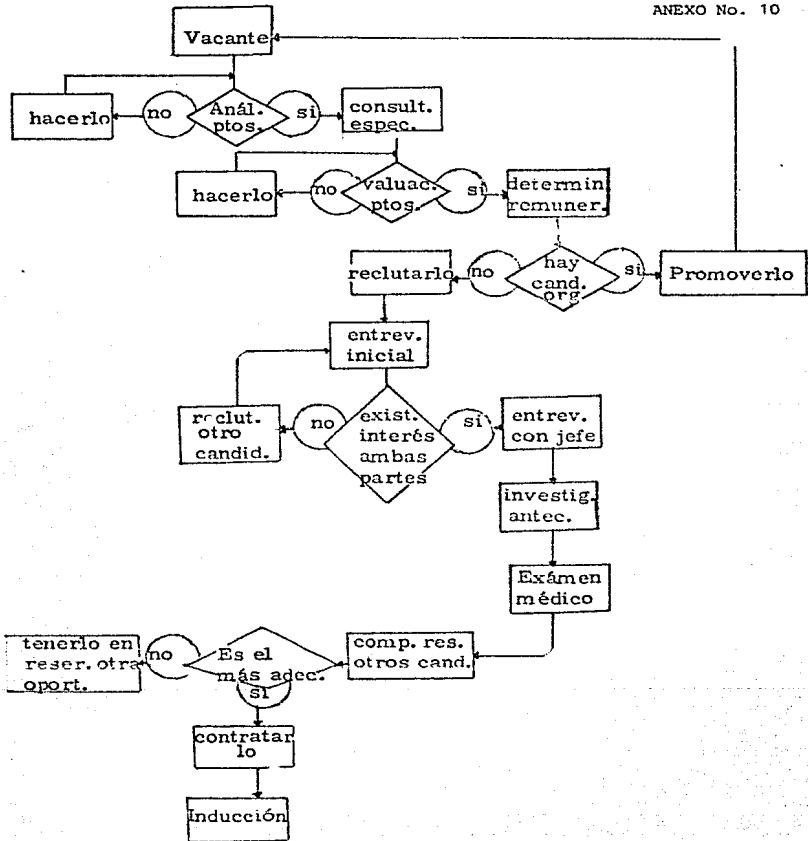 ANEXO No. 10
Vacante
hacerlo
no
Anál.
ptos.
si
consult.
espec.
hacerlo
no
valuac.
ptos.
si
determin
remuner.
reclutarlo
no
hay
cand.
org
si
Promoverlo
entrev.
inicial
reclut.
otro
candid.
no
exist.
interés
ambas
partes
si
entrev.
con jefe
investig.
antec.
Exámen
médico
tenerlo en
reser. otra
oport.
no
Es el
más adec.
si
comp. res.
otros cand.
contratar
lo
Inducción